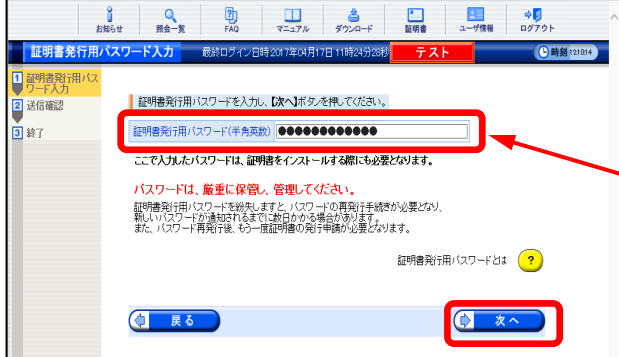 お知らせ 照会一覧 FAQ マニュアル ダウンロード 証明書 ユーザ情報 ログアウト
証明書発行用パスワード入力 最終ログイン日時:2017年04月17日 11時24分28秒 テスト 時刻 12:10:14
1 証明書発行用パスワード入力
2 送信確認
3 終了
証明書発行用パスワードを入力し、【次へ】ボタンを押してください。
証明書発行用パスワード(半角英数) ●●●●●●●●●●●●
ここで入力したパスワードは、証明書をインストールする際にも必要となります。
パスワードは、厳重に保管し、管理してください。
証明書発行用パスワードを紛失しますと、パスワードの再発行手続きが必要となり、
新しいパスワードが通知されるまでに数日かかる場合があります。
また、パスワード再発行後、もう一度証明書の発行申請が必要となります。
証明書発行用パスワードとは ?
戻る 次へ